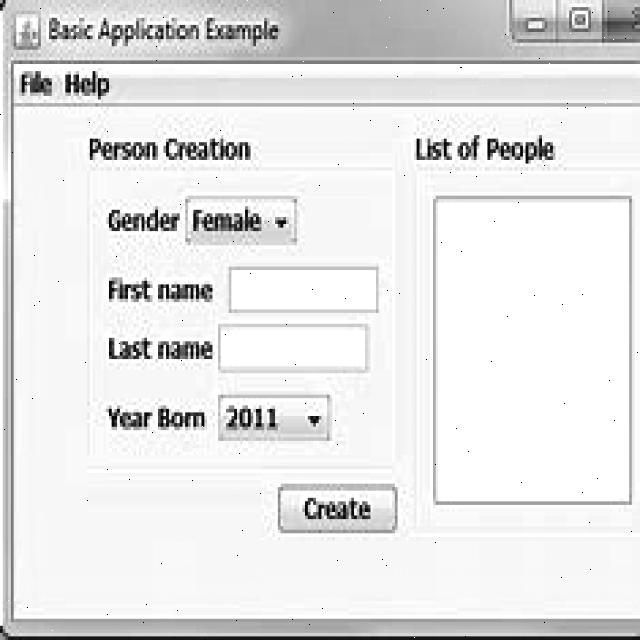 Basic Application Example
File Help
Person Creation
List of People
Gender Female
First name
Last name
Year Born 2011
Create